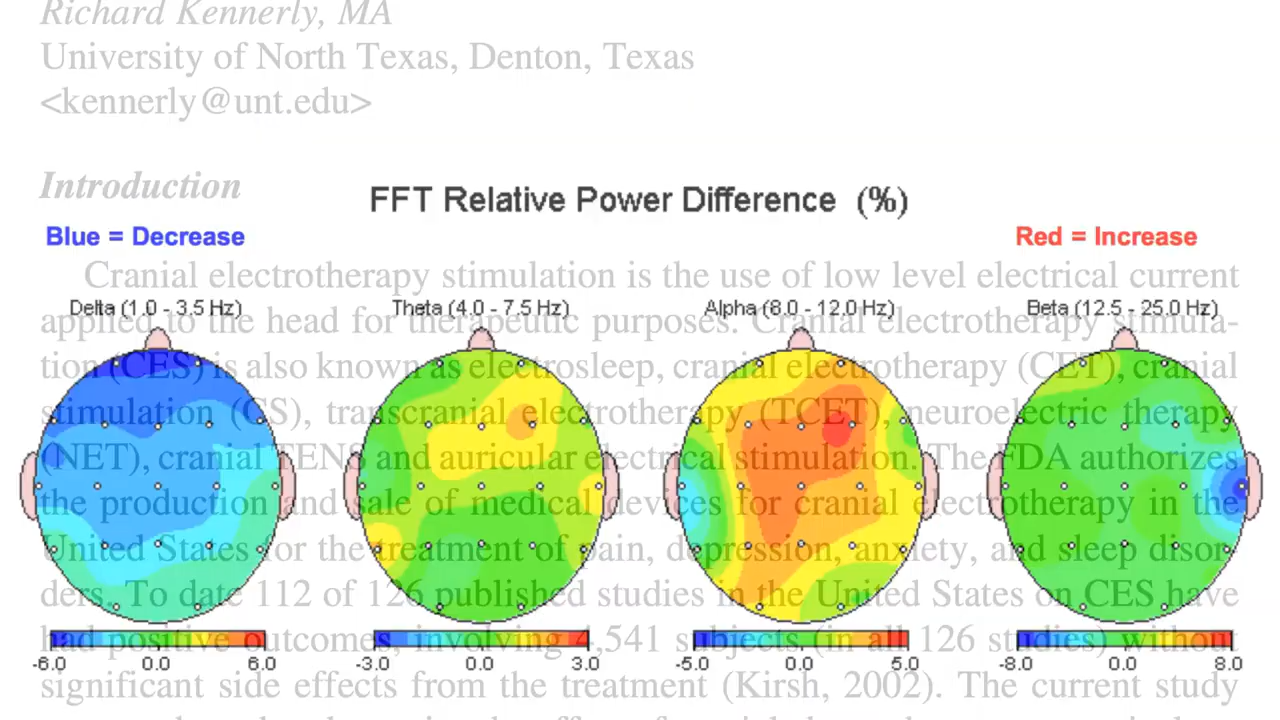 Richard Kennerly, MA
University of North Texas, Denton, Texas
<kennerly@unt.edu>
Introduction
FFT Relative Power Difference (%)
Blue = Decrease
Red = Increase
Cranial electrotherapy stimulation is the use of low level electrical current
Delta (1.0 - 3.5 Hz)
Theta (4.0 - 7.5 Hz)
Alpha (8.0 - 12.0 Hz)
Beta (12.5 - 25.0 Hz)
applied to the head for therapeutic purposes. Cranial electrotherapy stimula-
tion (CES) is also known as electrosleep, cranial electrotherapy (CET), cranial
stimulation (CS), transcranial electrotherapy (TCET), neuroelectric therapy
(NET), cranial TENS and auricular electrical stimulation. The FDA authorizes
the production and sale of medical devices for cranial electrotherapy in the
United States for the treatment of pain, depression, anxiety, and sleep disor-
ders. To date 112 of 126 published studies in the United States on CES have
had positive outcomes, involving 4,541 subjects (in all 126 studies) without
-6.0 0.0 6.0
-3.0 0.0 3.0
-5.0 0.0 5.0
-8.0 0.0 8.0
significant side effects from the treatment (Kirsh, 2002). The current study